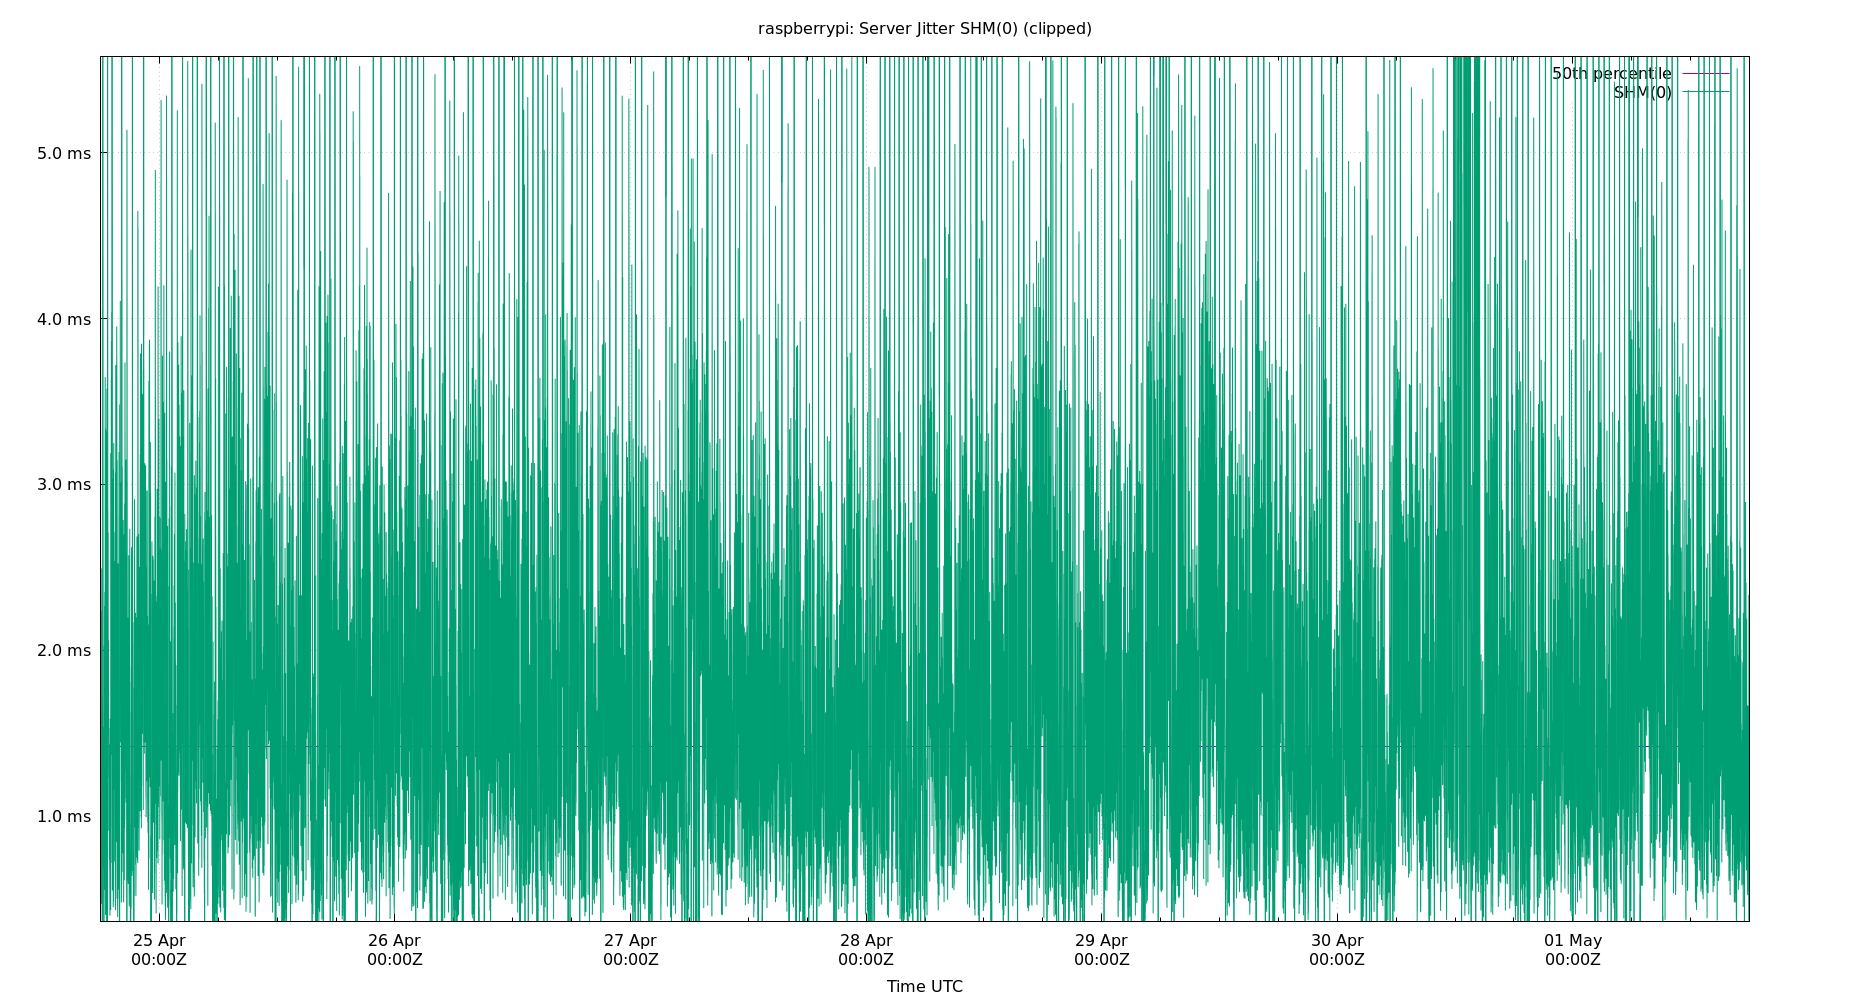 raspberrypi: Server Jitter SHM(0) (clipped)
50th percentile
SHM(0)
5.0 ms
4.0 ms
3.0 ms
2.0 ms
1.0 ms
25 Apr
00:00Z
26 Apr
00:00Z
27 Apr
00:00Z
28 Apr
00:00Z
29 Apr
00:00Z
30 Apr
00:00Z
01 May
00:00Z
Time UTC